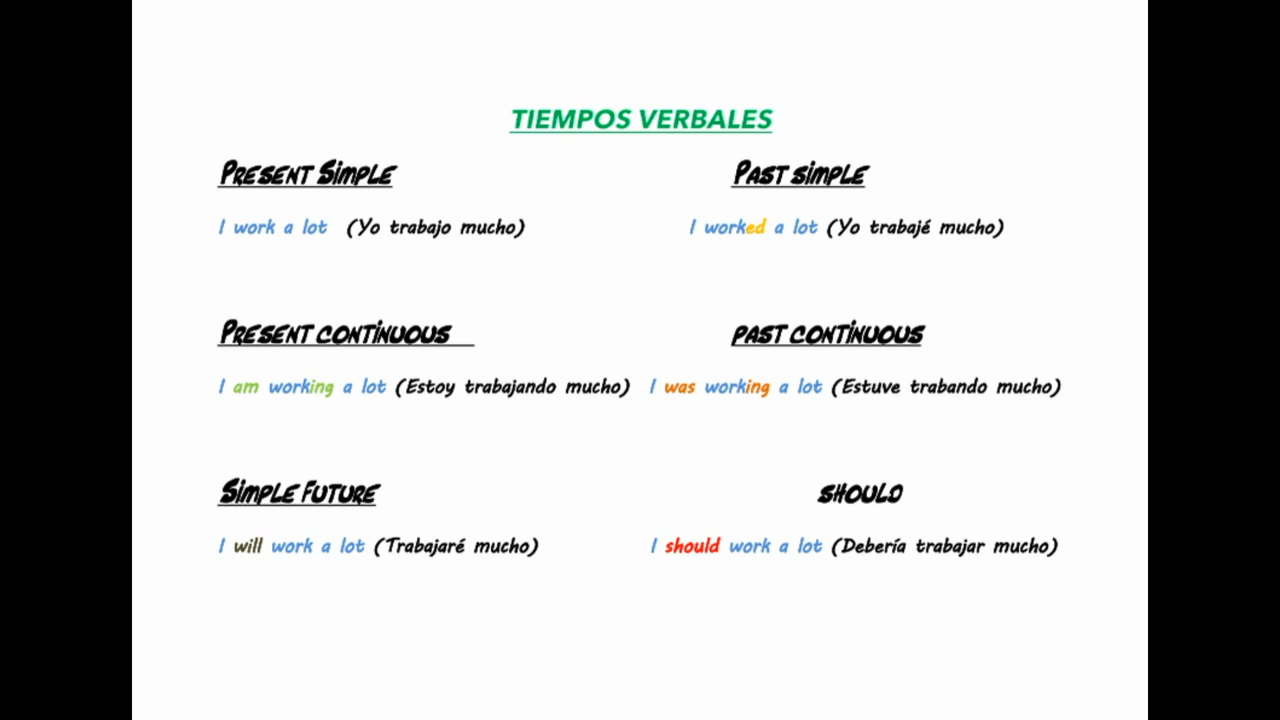 TIEMPOS VERBALES
PRESENT SIMPLE
PAST SIMPLE
I work a lot (Yo trabajo mucho)
I worked a lot (Yo trabajé mucho)
PRESENT CONTINUOUS
PAST CONTINUOUS
I am working a lot (Estoy trabajando mucho)
I was working a lot (Estuve trabando mucho)
SIMPLE FUTURE
SHOULD
I will work a lot (Trabajaré mucho)
I should work a lot (Debería trabajar mucho)